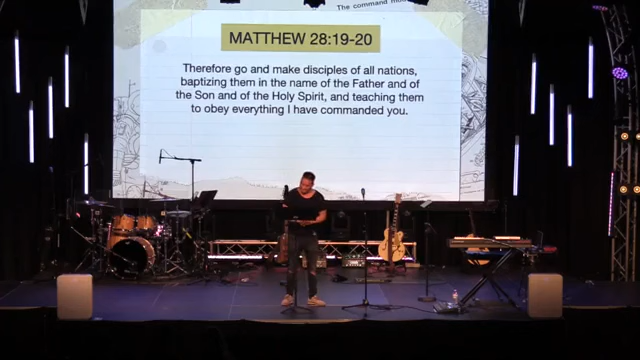 The command
MATTHEW 28:19-20
Therefore go and make disciples of all nations,
baptizing them in the name of the Father and of
the Son and of the Holy Spirit, and teaching them
to obey everything I have commanded you.